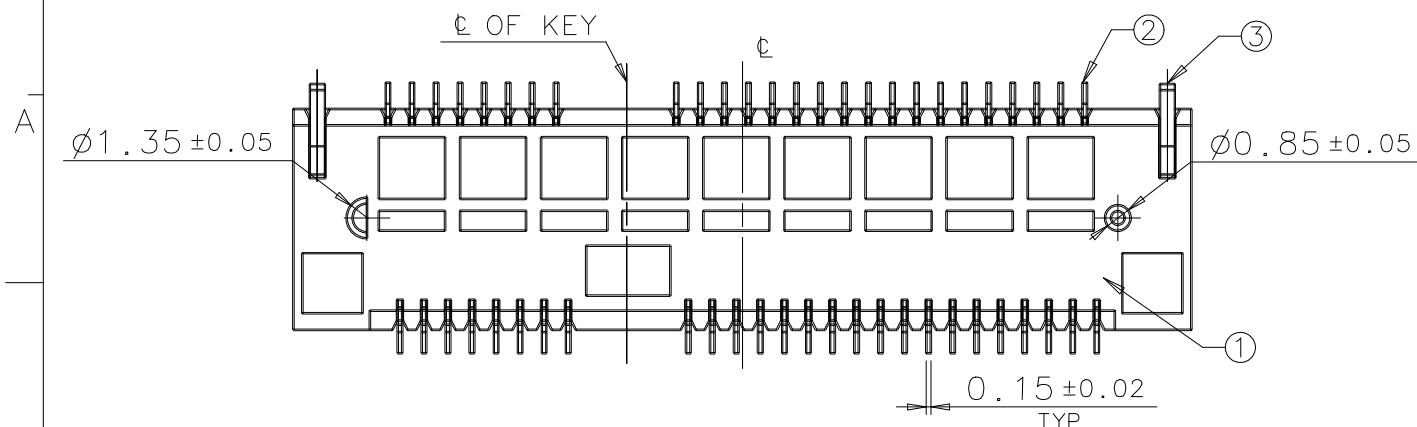 ℄ OF KEY
℄
②
③
A
Ø1.35 ±0.05
Ø0.85 ±0.05
①
0.15 ±0.02
TYP